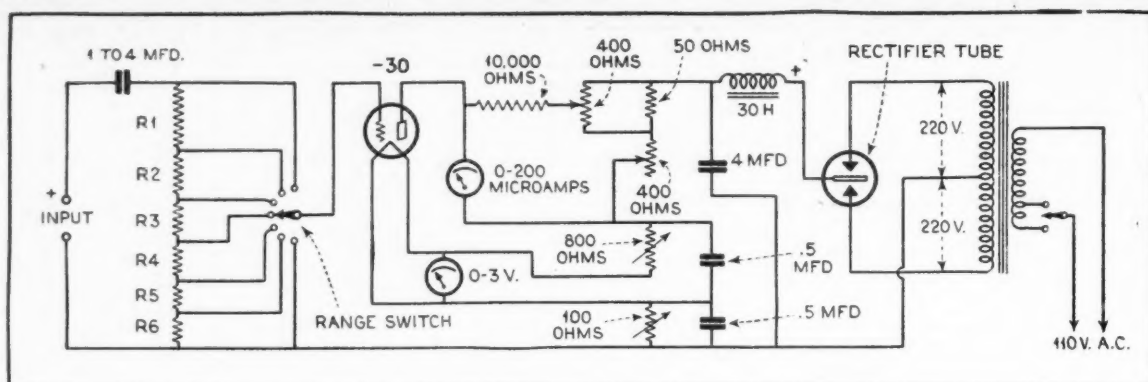 1 TO 4 MFD.
R1
R2
R3
R4
R5
R6
+
INPUT
RANGE SWITCH
-30
10,000
OHMS
400
OHMS
50 OHMS
0-200
MICROAMPS
400
OHMS
800
OHMS
0-3 V.
100
OHMS
30 H
+
4 MFD
.5
MFD
.5 MFD
RECTIFIER TUBE
220 V.
220 V.
110 V. A.C.